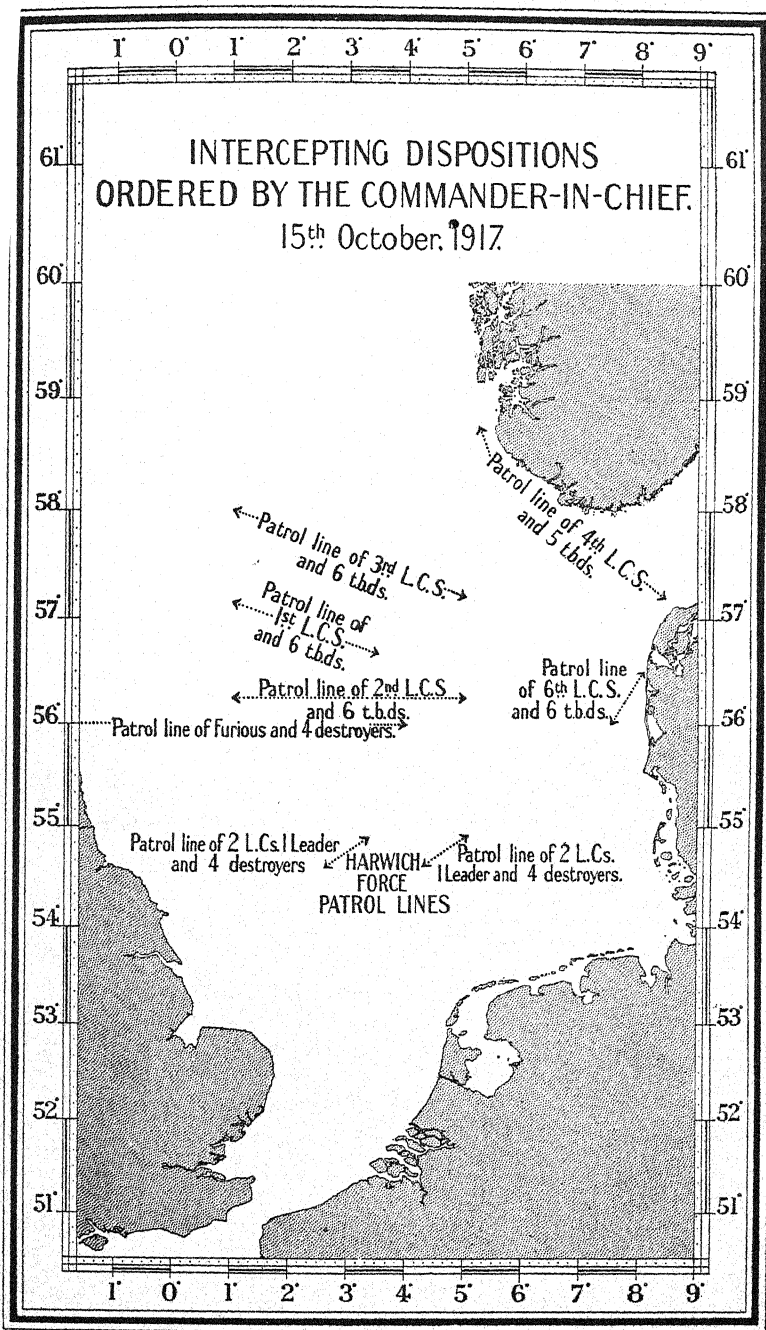 1° 0° 1° 2° 3° 4° 5° 6° 7° 8° 9°
INTERCEPTING DISPOSITIONS
ORDERED BY THE COMMANDER-IN-CHIEF.
15th October. 1917.
61° 61°
60° 60°
59° 59°
58° 58°
57° 57°
56° 56°
55° 55°
54° 54°
53° 53°
52° 52°
51° 51°
Patrol line of 4th L.C.S.
and 5 t.b.ds.
Patrol line of 3rd L.C.S.
and 6 t.b.ds.
Patrol line of
1st L.C.S.
and 6 t.b.ds.
Patrol line
of 6th L.C.S.
and 6 t.b.ds.
Patrol line of 2nd L.C.S
and 6 t.b.ds.
Patrol line of Furious and 4 destroyers.
Patrol line of 2 L.Cs. 1 Leader
and 4 destroyers
HARWICH
FORCE
PATROL LINES
Patrol line of 2 L.Cs.
1 Leader and 4 destroyers.
1° 0° 1° 2° 3° 4° 5° 6° 7° 8° 9°